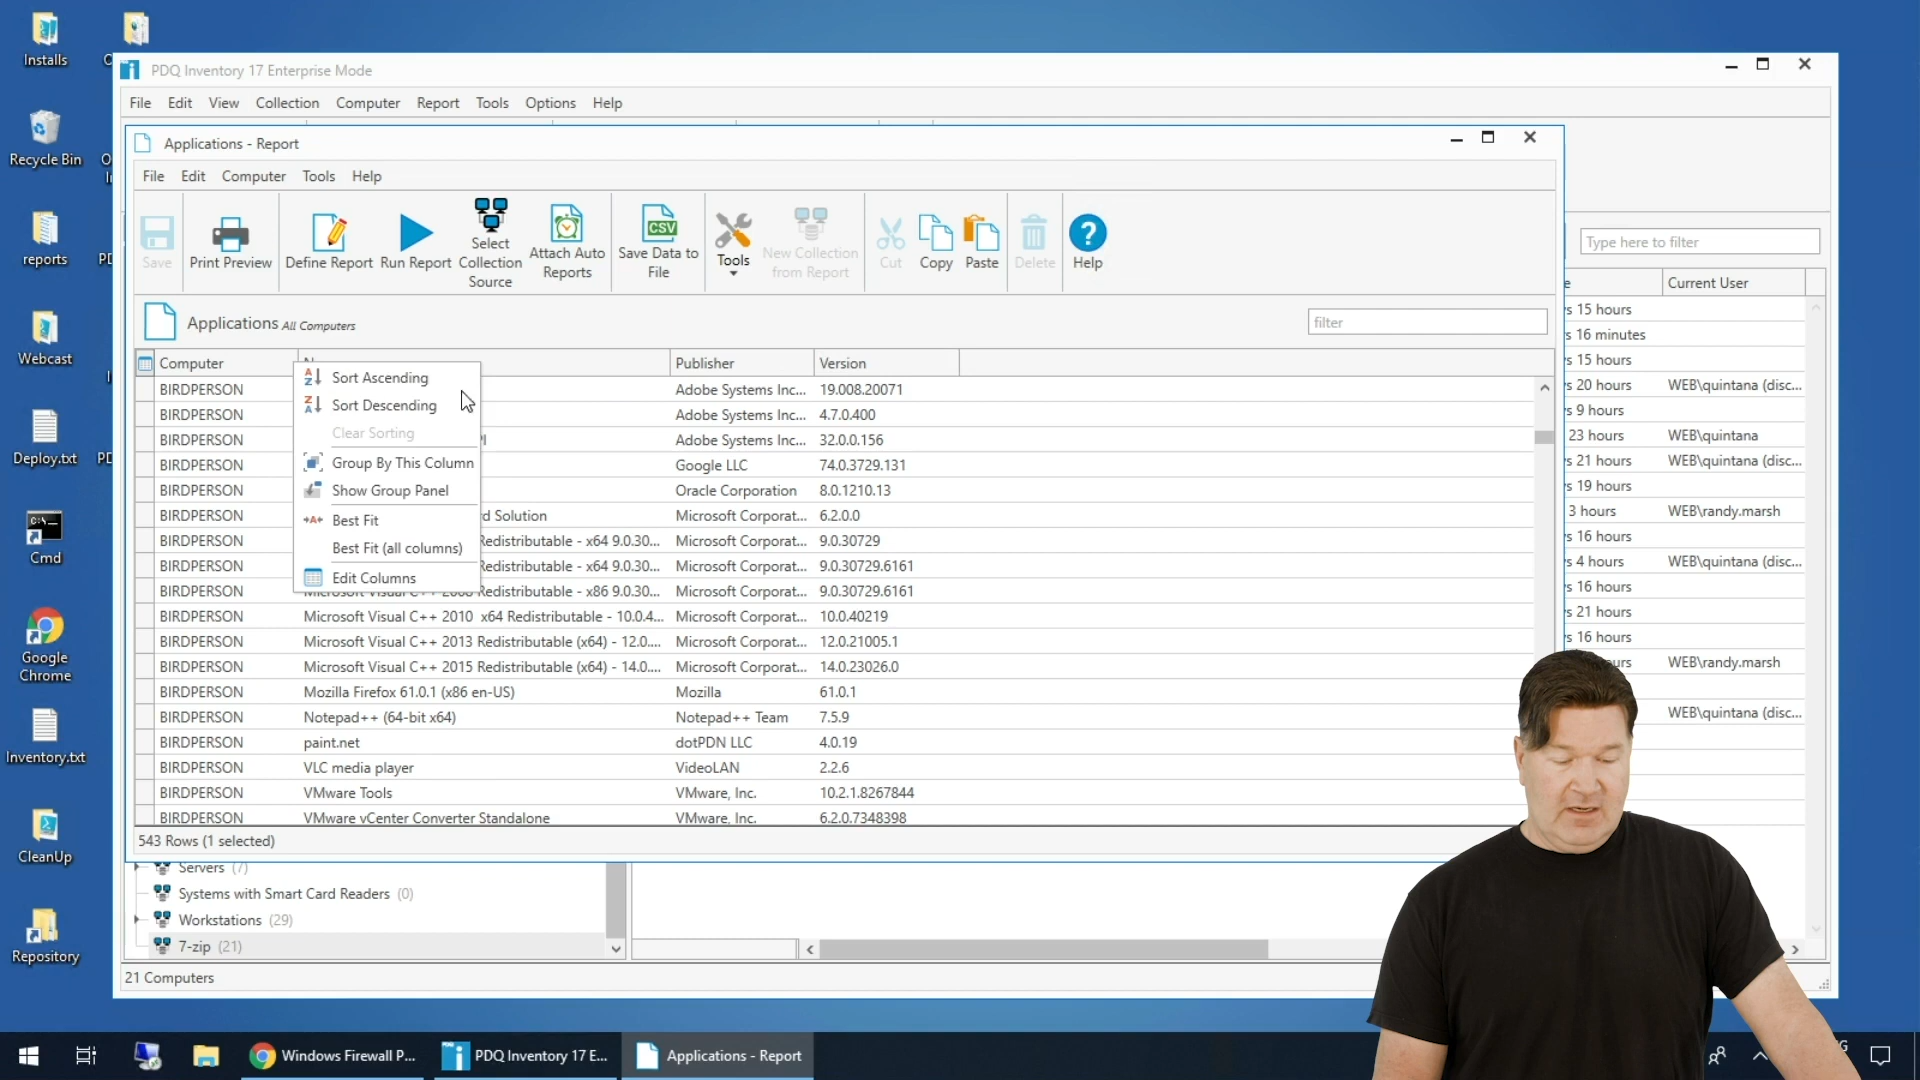 Installs
Recycle Bin
reports
Webcast
Deploy.txt
Cmd
Google
Chrome
Inventory.txt
CleanUp
Repository
PDQ Inventory 17 Enterprise Mode
File Edit View Collection Computer Report Tools Options Help
Applications - Report
File Edit Computer Tools Help
Save
Print Preview
Define Report
Run Report
Select
Collection
Source
Attach Auto
Reports
CSV
Save Data to
File
Tools
New Collection
from Report
Cut
Copy
Paste
Delete
Help
Applications All Computers
filter
Computer Publisher Version
BIRDPERSON Adobe Systems Inc... 19.008.20071
BIRDPERSON Adobe Systems Inc... 4.7.0.400
BIRDPERSON Adobe Systems Inc... 32.0.0.156
BIRDPERSON Google LLC 74.0.3729.131
BIRDPERSON Oracle Corporation 8.0.1210.13
BIRDPERSON d Solution Microsoft Corporat... 6.2.0.0
BIRDPERSON Redistributable - x64 9.0.30... Microsoft Corporat... 9.0.30729
BIRDPERSON Redistributable - x64 9.0.30... Microsoft Corporat... 9.0.30729.6161
BIRDPERSON Microsoft Visual C++ 2008 Redistributable - x86 9.0.30... Microsoft Corporat... 9.0.30729.6161
BIRDPERSON Microsoft Visual C++ 2010 x64 Redistributable - 10.0.4... Microsoft Corporat... 10.0.40219
BIRDPERSON Microsoft Visual C++ 2013 Redistributable (x64) - 12.0.... Microsoft Corporat... 12.0.21005.1
BIRDPERSON Microsoft Visual C++ 2015 Redistributable (x64) - 14.0.... Microsoft Corporat... 14.0.23026.0
BIRDPERSON Mozilla Firefox 61.0.1 (x86 en-US) Mozilla 61.0.1
BIRDPERSON Notepad++ (64-bit x64) Notepad++ Team 7.5.9
BIRDPERSON paint.net dotPDN LLC 4.0.19
BIRDPERSON VLC media player VideoLAN 2.2.6
BIRDPERSON VMware Tools VMware, Inc. 10.2.1.8267844
BIRDPERSON VMware vCenter Converter Standalone VMware, Inc. 6.2.0.7348398
Sort Ascending
Sort Descending
Clear Sorting
Group By This Column
Show Group Panel
Best Fit
Best Fit (all columns)
Edit Columns
543 Rows (1 selected)
Type here to filter
Current User
s 15 hours
s 16 minutes
s 15 hours
s 20 hours WEB\quintana (disc...
s 9 hours
23 hours WEB\quintana
s 21 hours WEB\quintana (disc...
s 19 hours
3 hours WEB\randy.marsh
s 16 hours
s 4 hours WEB\quintana (disc...
s 16 hours
s 21 hours
s 16 hours
urs WEB\randy.marsh
WEB\quintana (disc...
Servers (7)
Systems with Smart Card Readers (0)
Workstations (29)
7-zip (21)
21 Computers
Windows Firewall P...
PDQ Inventory 17 E...
Applications - Report